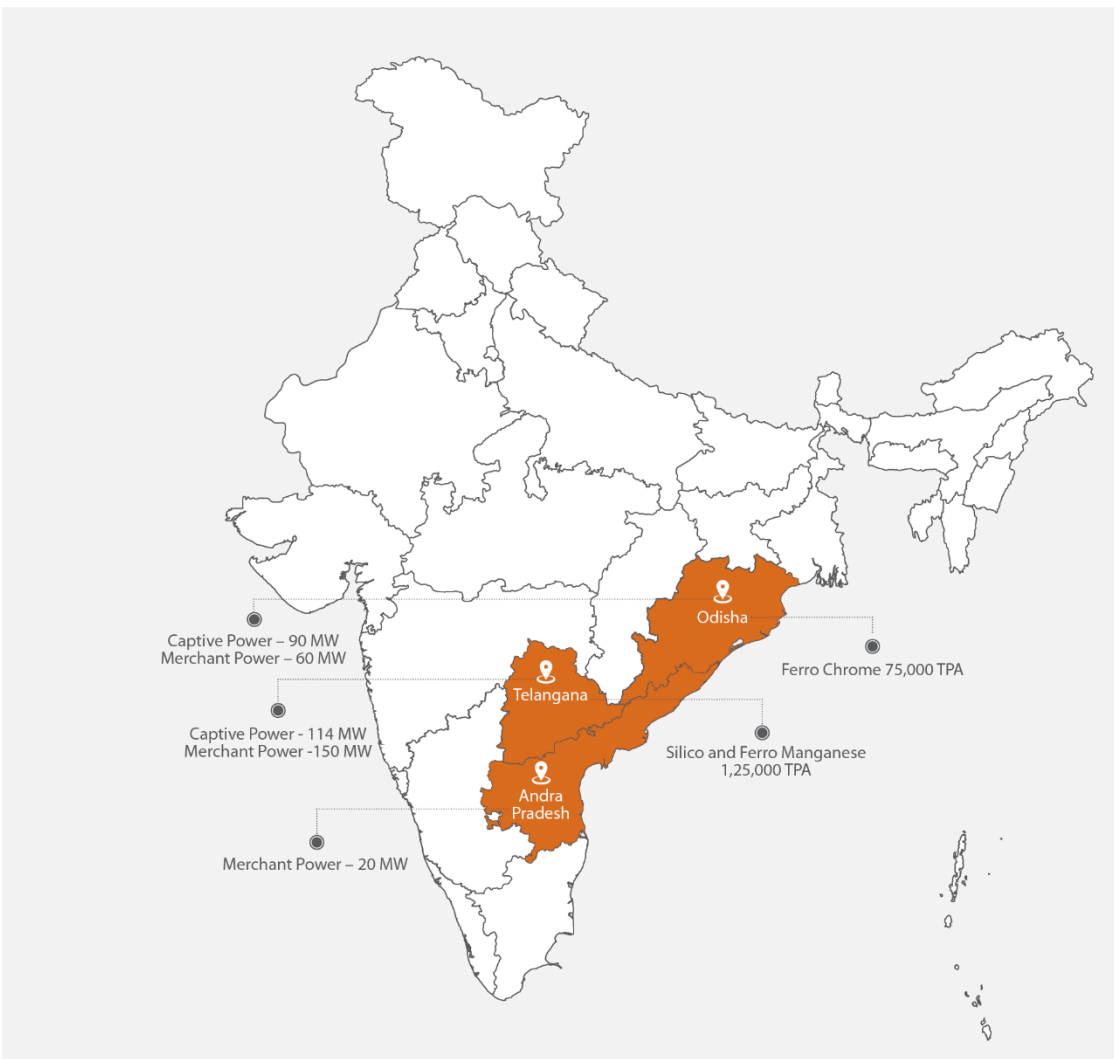 Odisha
Captive Power – 90 MW
Merchant Power – 60 MW
Ferro Chrome 75,000 TPA
Telangana
Captive Power - 114 MW
Merchant Power -150 MW
Silico and Ferro Manganese
1,25,000 TPA
Andra
Pradesh
Merchant Power – 20 MW